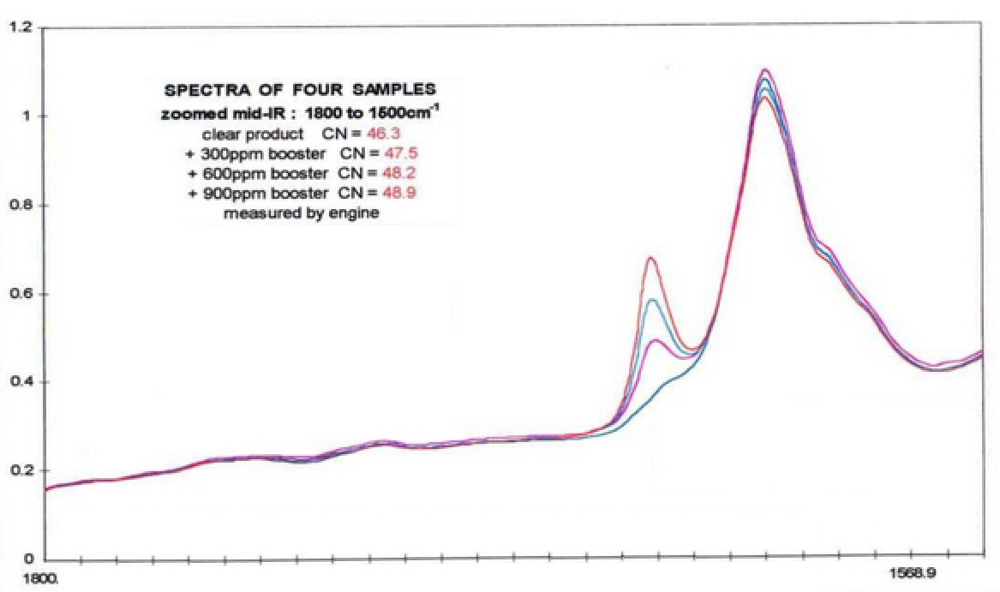 1.2
SPECTRA OF FOUR SAMPLES
zoomed mid-IR : 1800 to 1500cm⁻¹
clear product CN = 46.3
+ 300ppm booster CN = 47.5
+ 600ppm booster CN = 48.2
+ 900ppm booster CN = 48.9
measured by engine
1
0.8
0.6
0.4
0.2
0
1800.
1568.9